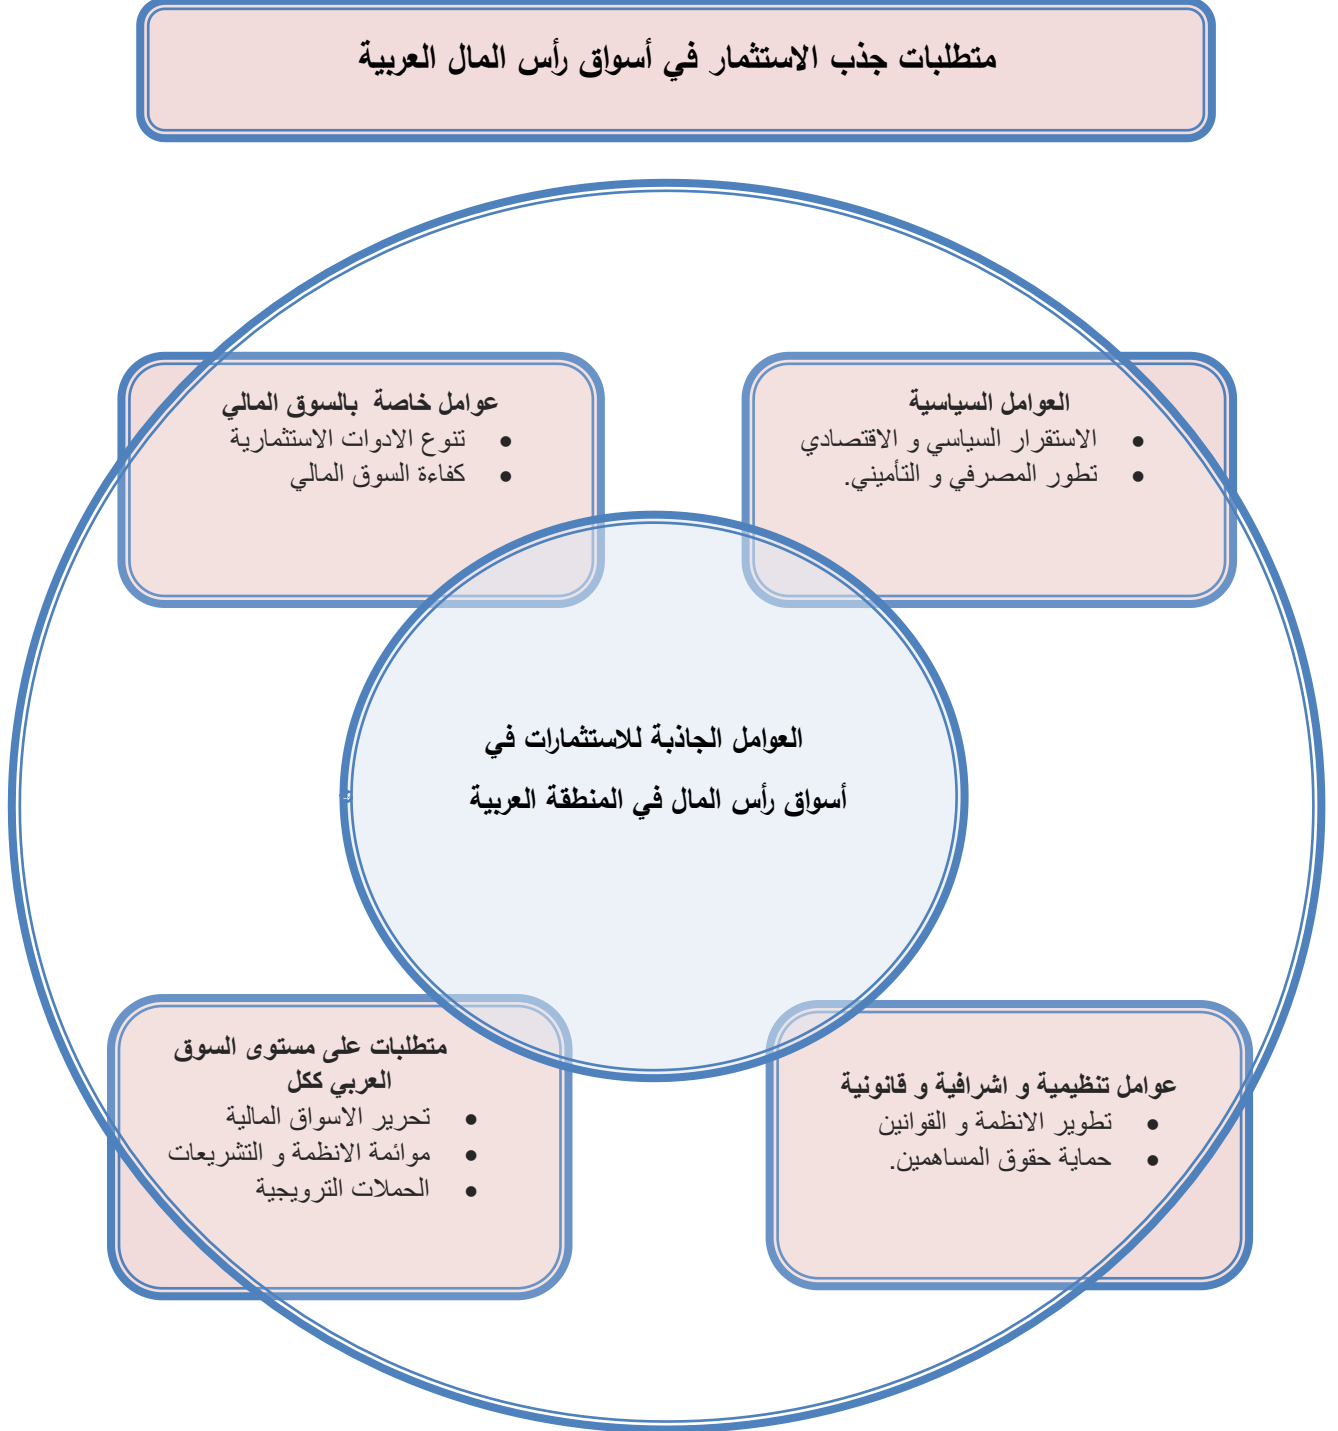 متطلبات جذب الاستثمار في أسواق رأس المال العربية
العوامل السياسية
• الاستقرار السياسي و الاقتصادي
• تطور المصرفي و التأميني.
عوامل خاصة بالسوق المالي
• تنوع الادوات الاستثمارية
• كفاءة السوق المالي
العوامل الجاذبة للاستثمارات في
أسواق رأس المال في المنطقة العربية
عوامل تنظيمية و اشرافية و قانونية
• تطوير الانظمة و القوانين
• حماية حقوق المساهمين.
متطلبات على مستوى السوق
العربي ككل
• تحرير الاسواق المالية
• موائمة الانظمة و التشريعات
• الحملات الترويجية